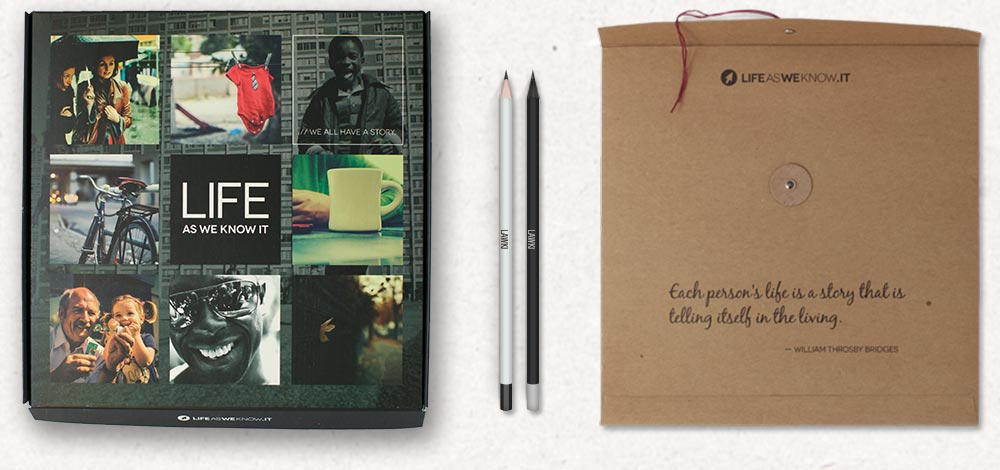 // WE ALL HAVE A STORY.
LIFE
AS WE KNOW IT
LIFEASWEKNOW.IT
LAWKI
LAWKI
LIFEASWEKNOW.IT
Each person's life is a story that is
telling itself in the living.
— WILLIAM THROSBY BRIDGES